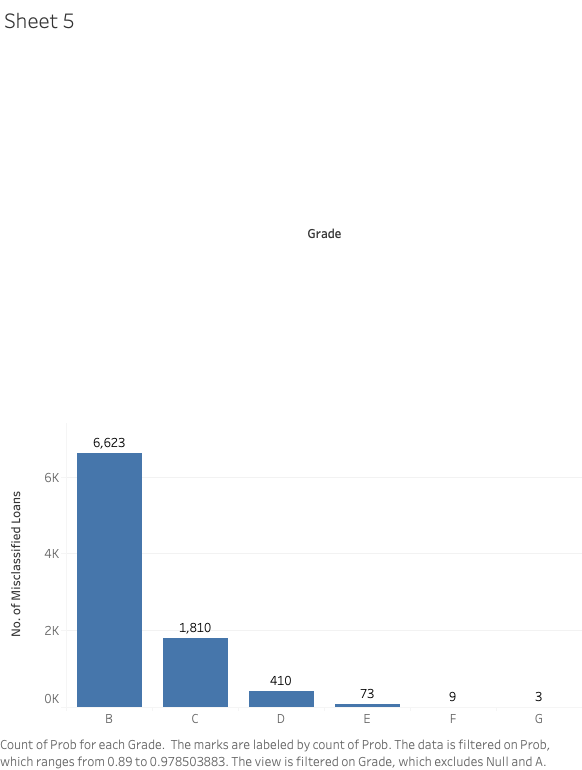 Sheet 5
Grade
No. of Misclassified Loans
6,623
6K
4K
1,810
2K
410
73
9
3
0K
B C D E F G
Count of Prob for each Grade.  The marks are labeled by count of Prob. The data is filtered on Prob,
which ranges from 0.89 to 0.978503883. The view is filtered on Grade, which excludes Null and A.